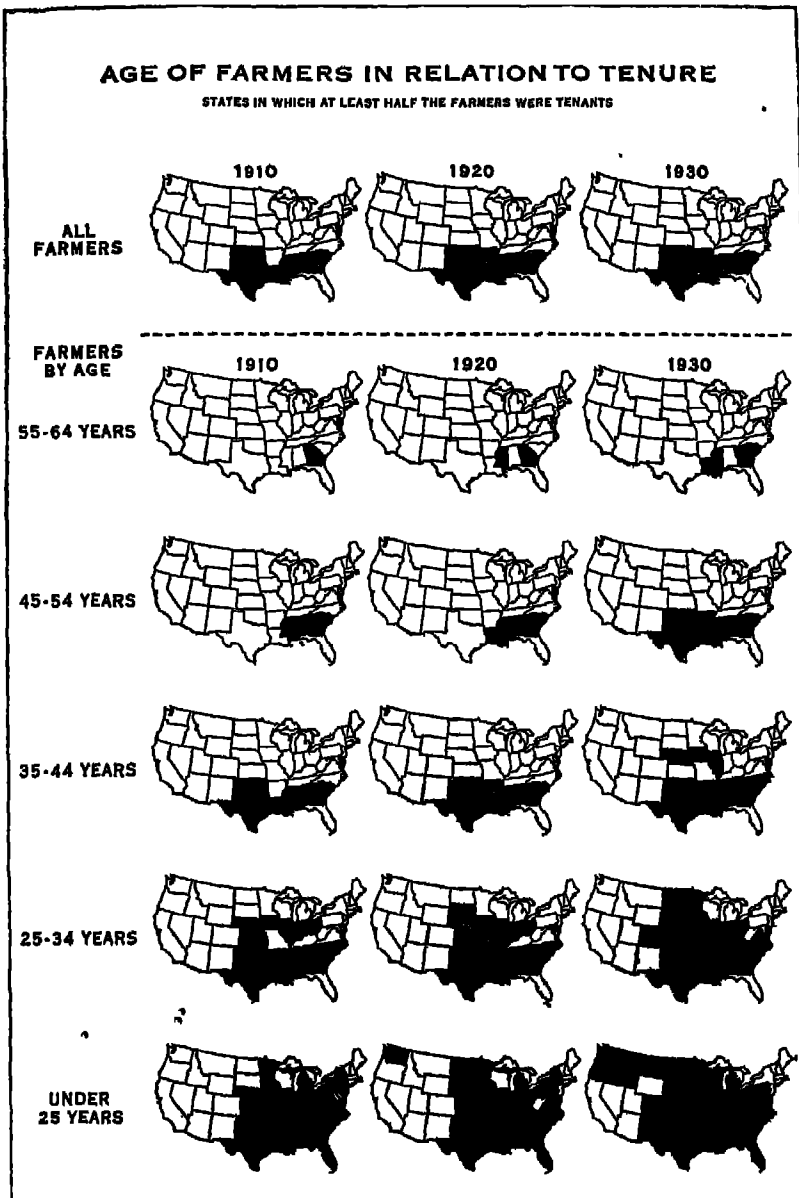 AGE OF FARMERS IN RELATION TO TENURE
STATES IN WHICH AT LEAST HALF THE FARMERS WERE TENANTS
1910 1920 1930
ALL
FARMERS
FARMERS
BY AGE
1910 1920 1930
55-64 YEARS
45-54 YEARS
35-44 YEARS
25-34 YEARS
UNDER
25 YEARS